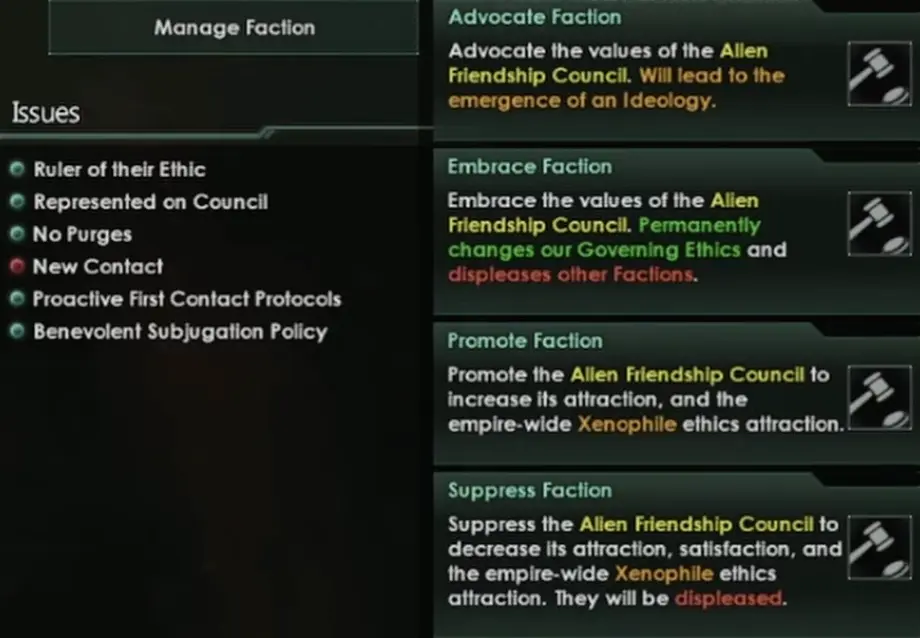 Manage Faction
Issues
Ruler of their Ethic
Represented on Council
No Purges
New Contact
Proactive First Contact Protocols
Benevolent Subjugation Policy
Advocate Faction
Advocate the values of the Alien
Friendship Council. Will lead to the
emergence of an Ideology.
Embrace Faction
Embrace the values of the Alien
Friendship Council. Permanently
changes our Governing Ethics and
displeases other Factions.
Promote Faction
Promote the Alien Friendship Council to
increase its attraction, and the
empire-wide Xenophile ethics attraction.
Suppress Faction
Suppress the Alien Friendship Council to
decrease its attraction, satisfaction, and
the empire-wide Xenophile ethics
attraction. They will be displeased.